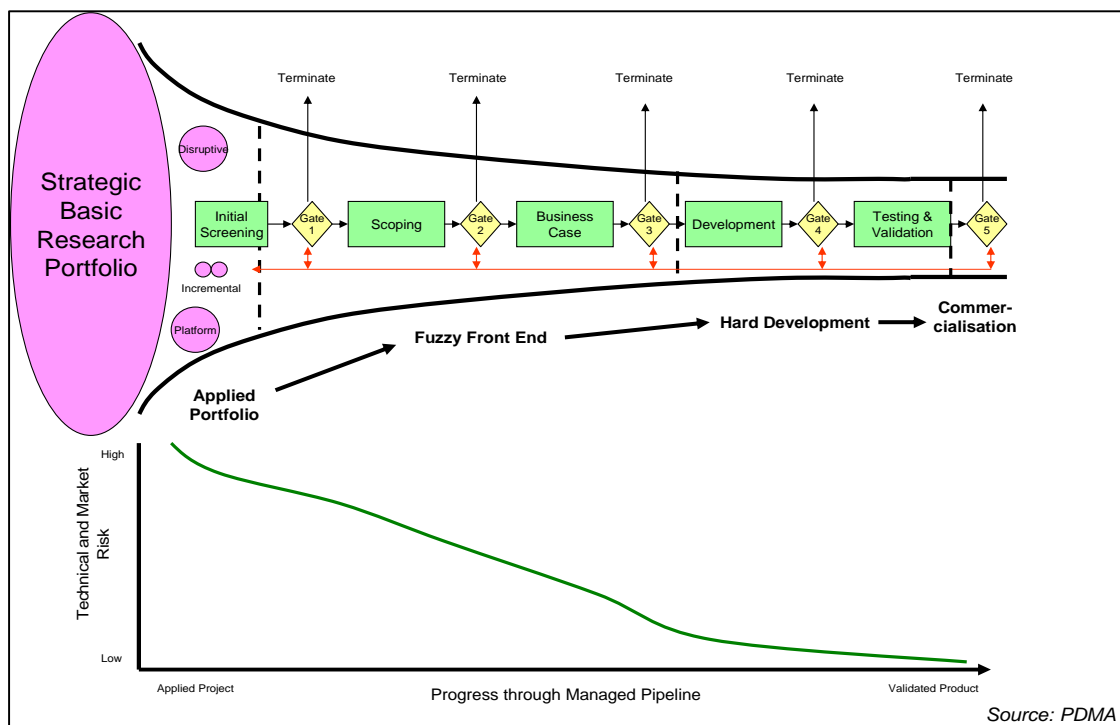 Terminate
Terminate
Terminate
Terminate
Terminate
Disruptive
Strategic
Basic
Research
Portfolio
Initial
Screening
Gate
1
Scoping
Gate
2
Business
Case
Gate
3
Development
Gate
4
Testing &
Validation
Gate
5
Incremental
Platform
Applied
Portfolio
Fuzzy Front End
Hard Development
Commer-
cialisation
High
Technical and Market
Risk
Low
Applied Project
Progress through Managed Pipeline
Validated Product
Source: PDMA